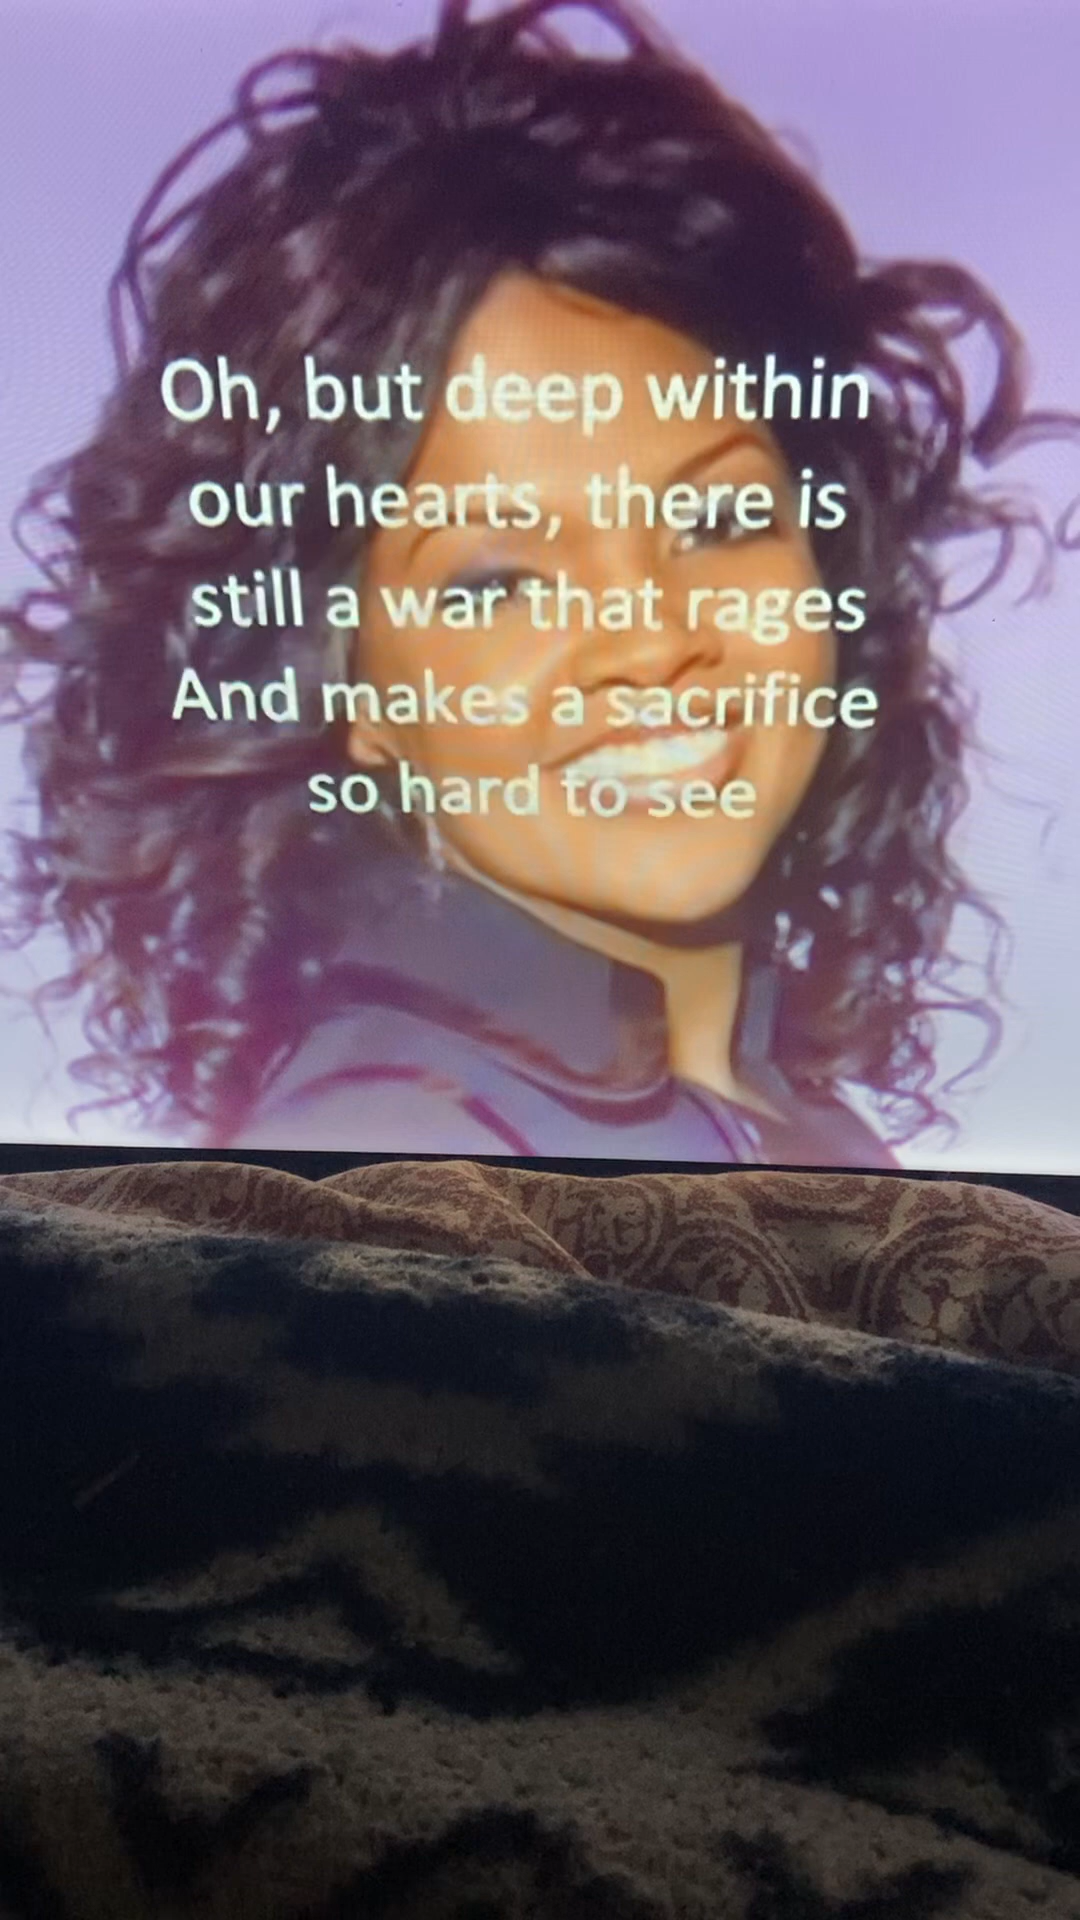 Oh, but deep within
our hearts, there is
still a war that rages
And makes a sacrifice
so hard to see